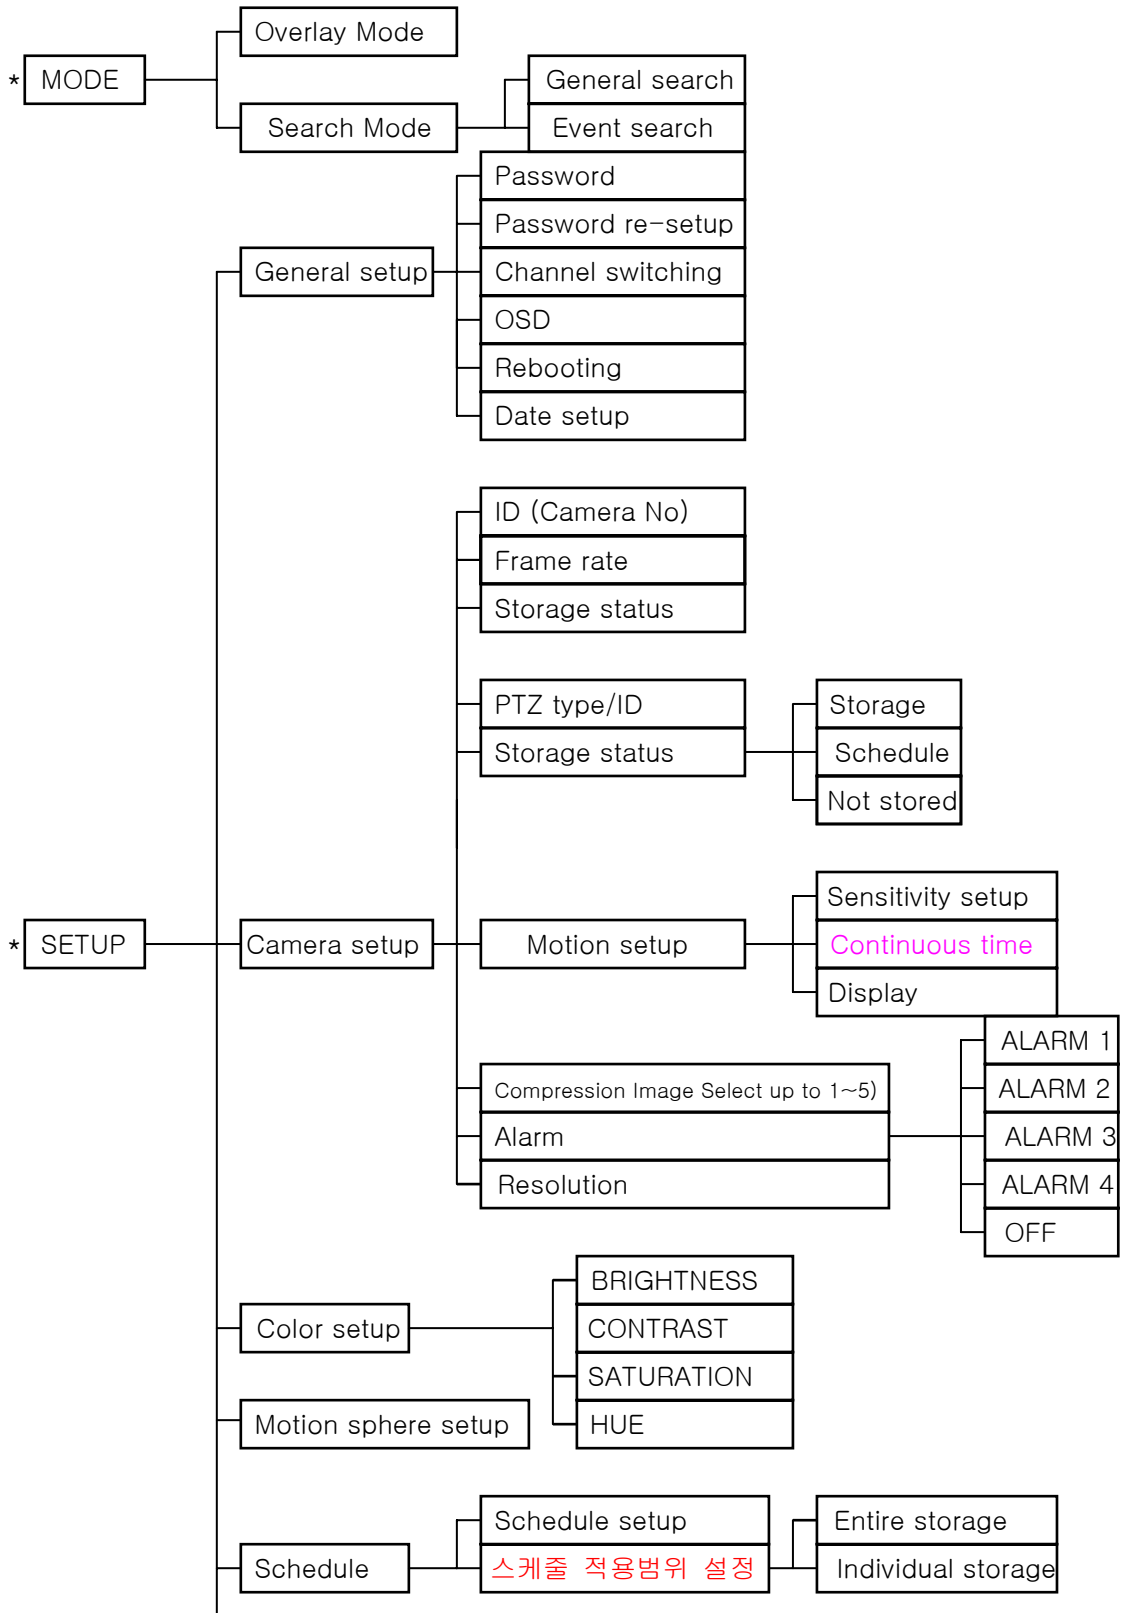 Overlay Mode
* MODE
General search
Search Mode
Event search
Password
Password re-setup
General setup
Channel switching
OSD
Rebooting
Date setup
ID (Camera No)
Frame rate
Storage status
PTZ type/ID
Storage
Storage status
Schedule
Not stored
Sensitivity setup
* SETUP
Camera setup
Motion setup
Continuous time
Display
ALARM 1
Compression Image Select up to 1~5)
ALARM 2
Alarm
ALARM 3
Resolution
ALARM 4
OFF
BRIGHTNESS
Color setup
CONTRAST
SATURATION
Motion sphere setup
HUE
Schedule setup
Entire storage
Schedule
스케줄 적용범위 설정
Individual storage